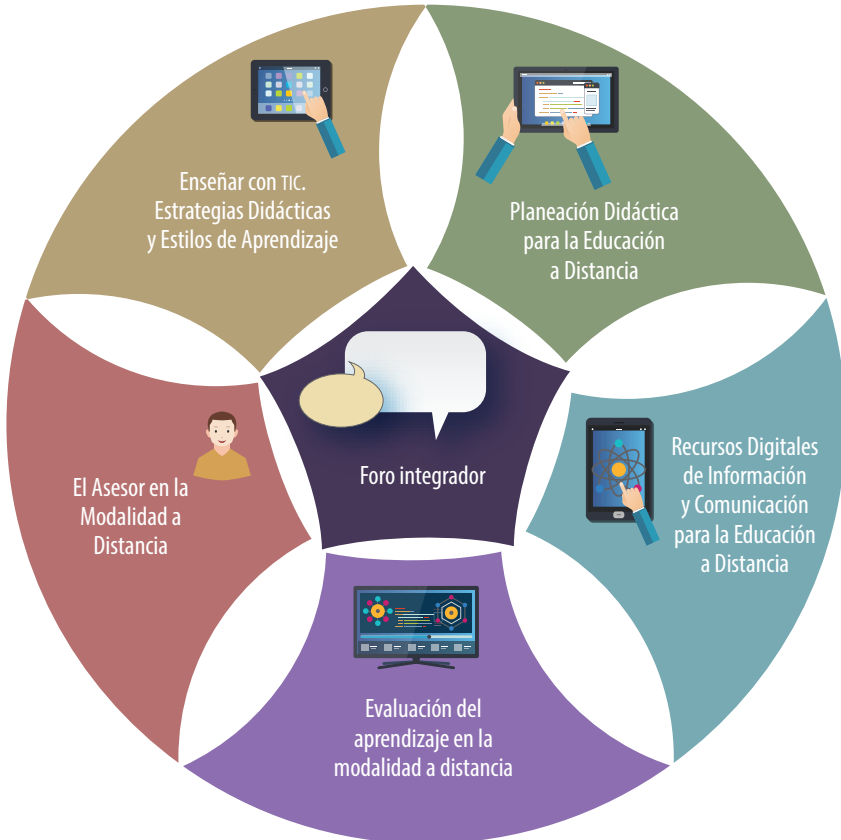 Enseñar con TIC.
Estrategias Didácticas
y Estilos de Aprendizaje
Planeación Didáctica
para la Educación
a Distancia
Recursos Digitales
de Información
y Comunicación
para la Educación
a Distancia
Evaluación del
aprendizaje en la
modalidad a distancia
El Asesor en la
Modalidad a
Distancia
Foro integrador